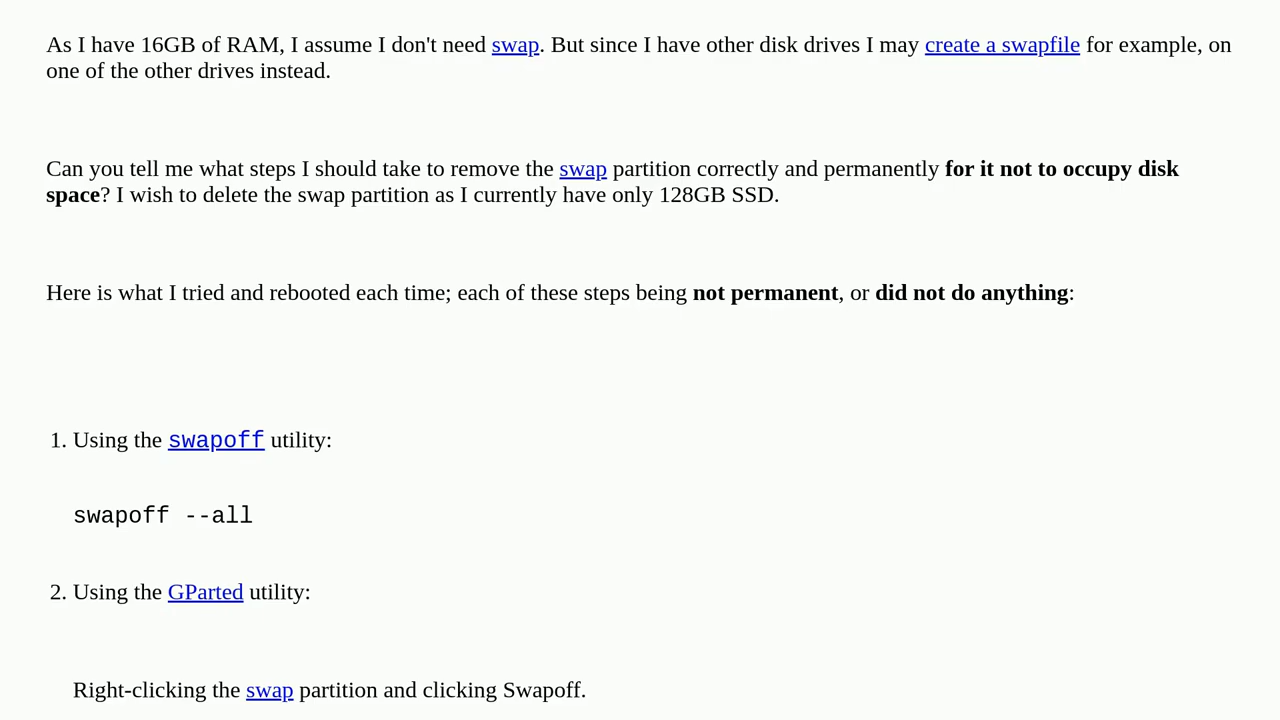 As I have 16GB of RAM, I assume I don't need swap. But since I have other disk drives I may create a swapfile for example, on
one of the other drives instead.
Can you tell me what steps I should take to remove the swap partition correctly and permanently for it not to occupy disk
space? I wish to delete the swap partition as I currently have only 128GB SSD.
Here is what I tried and rebooted each time; each of these steps being not permanent, or did not do anything:
1. Using the swapoff utility:
swapoff --all
2. Using the GParted utility:
Right-clicking the swap partition and clicking Swapoff.